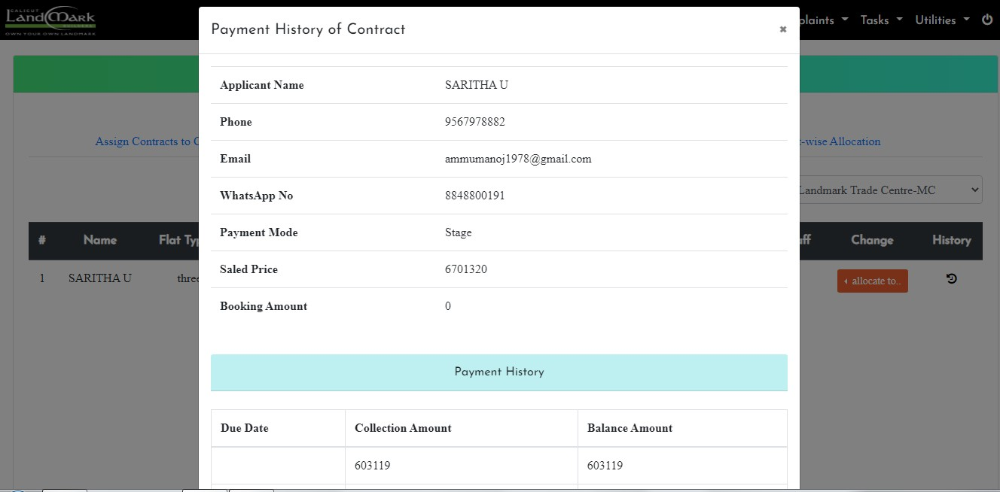 CALICUT
LandMark
BUILDERS
OWN YOUR OWN LANDMARK
plaints Tasks Utilities
Payment History of Contract
Applicant Name SARITHA U
Phone 9567978882
Email ammumanoj1978@gmail.com
WhatsApp No 8848800191
Payment Mode Stage
Saled Price 6701320
Booking Amount 0
Payment History
Due Date Collection Amount Balance Amount
603119 603119
Assign Contracts to
-wise Allocation
Landmark Trade Centre-MC
# Name Flat Change History
1 SARITHA U three allocate to..